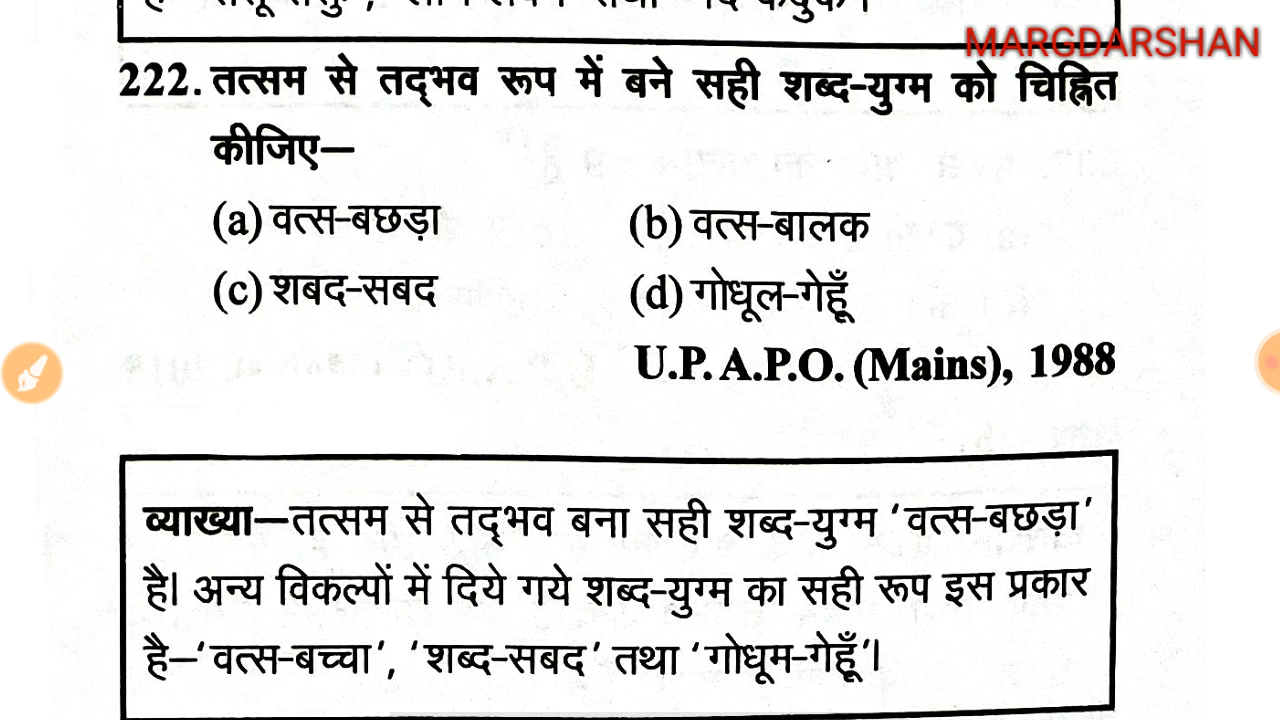 MARGDARSHAN
222. तत्सम से तद्‌भव रूप में बने सही शब्द-युग्म को चिह्नित
कीजिए—
(a) वत्स-बछड़ा (b) वत्स-बालक
(c) शबद-सबद (d) गोधूल-गेहूँ
U.P. A.P.O. (Mains), 1988
व्याख्या—तत्सम से तद्‌भव बना सही शब्द-युग्म ‘वत्स-बछड़ा’
है। अन्य विकल्पों में दिये गये शब्द-युग्म का सही रूप इस प्रकार
है—‘वत्स-बच्चा’, ‘शब्द-सबद’ तथा ‘गोधूम-गेहूँ’।